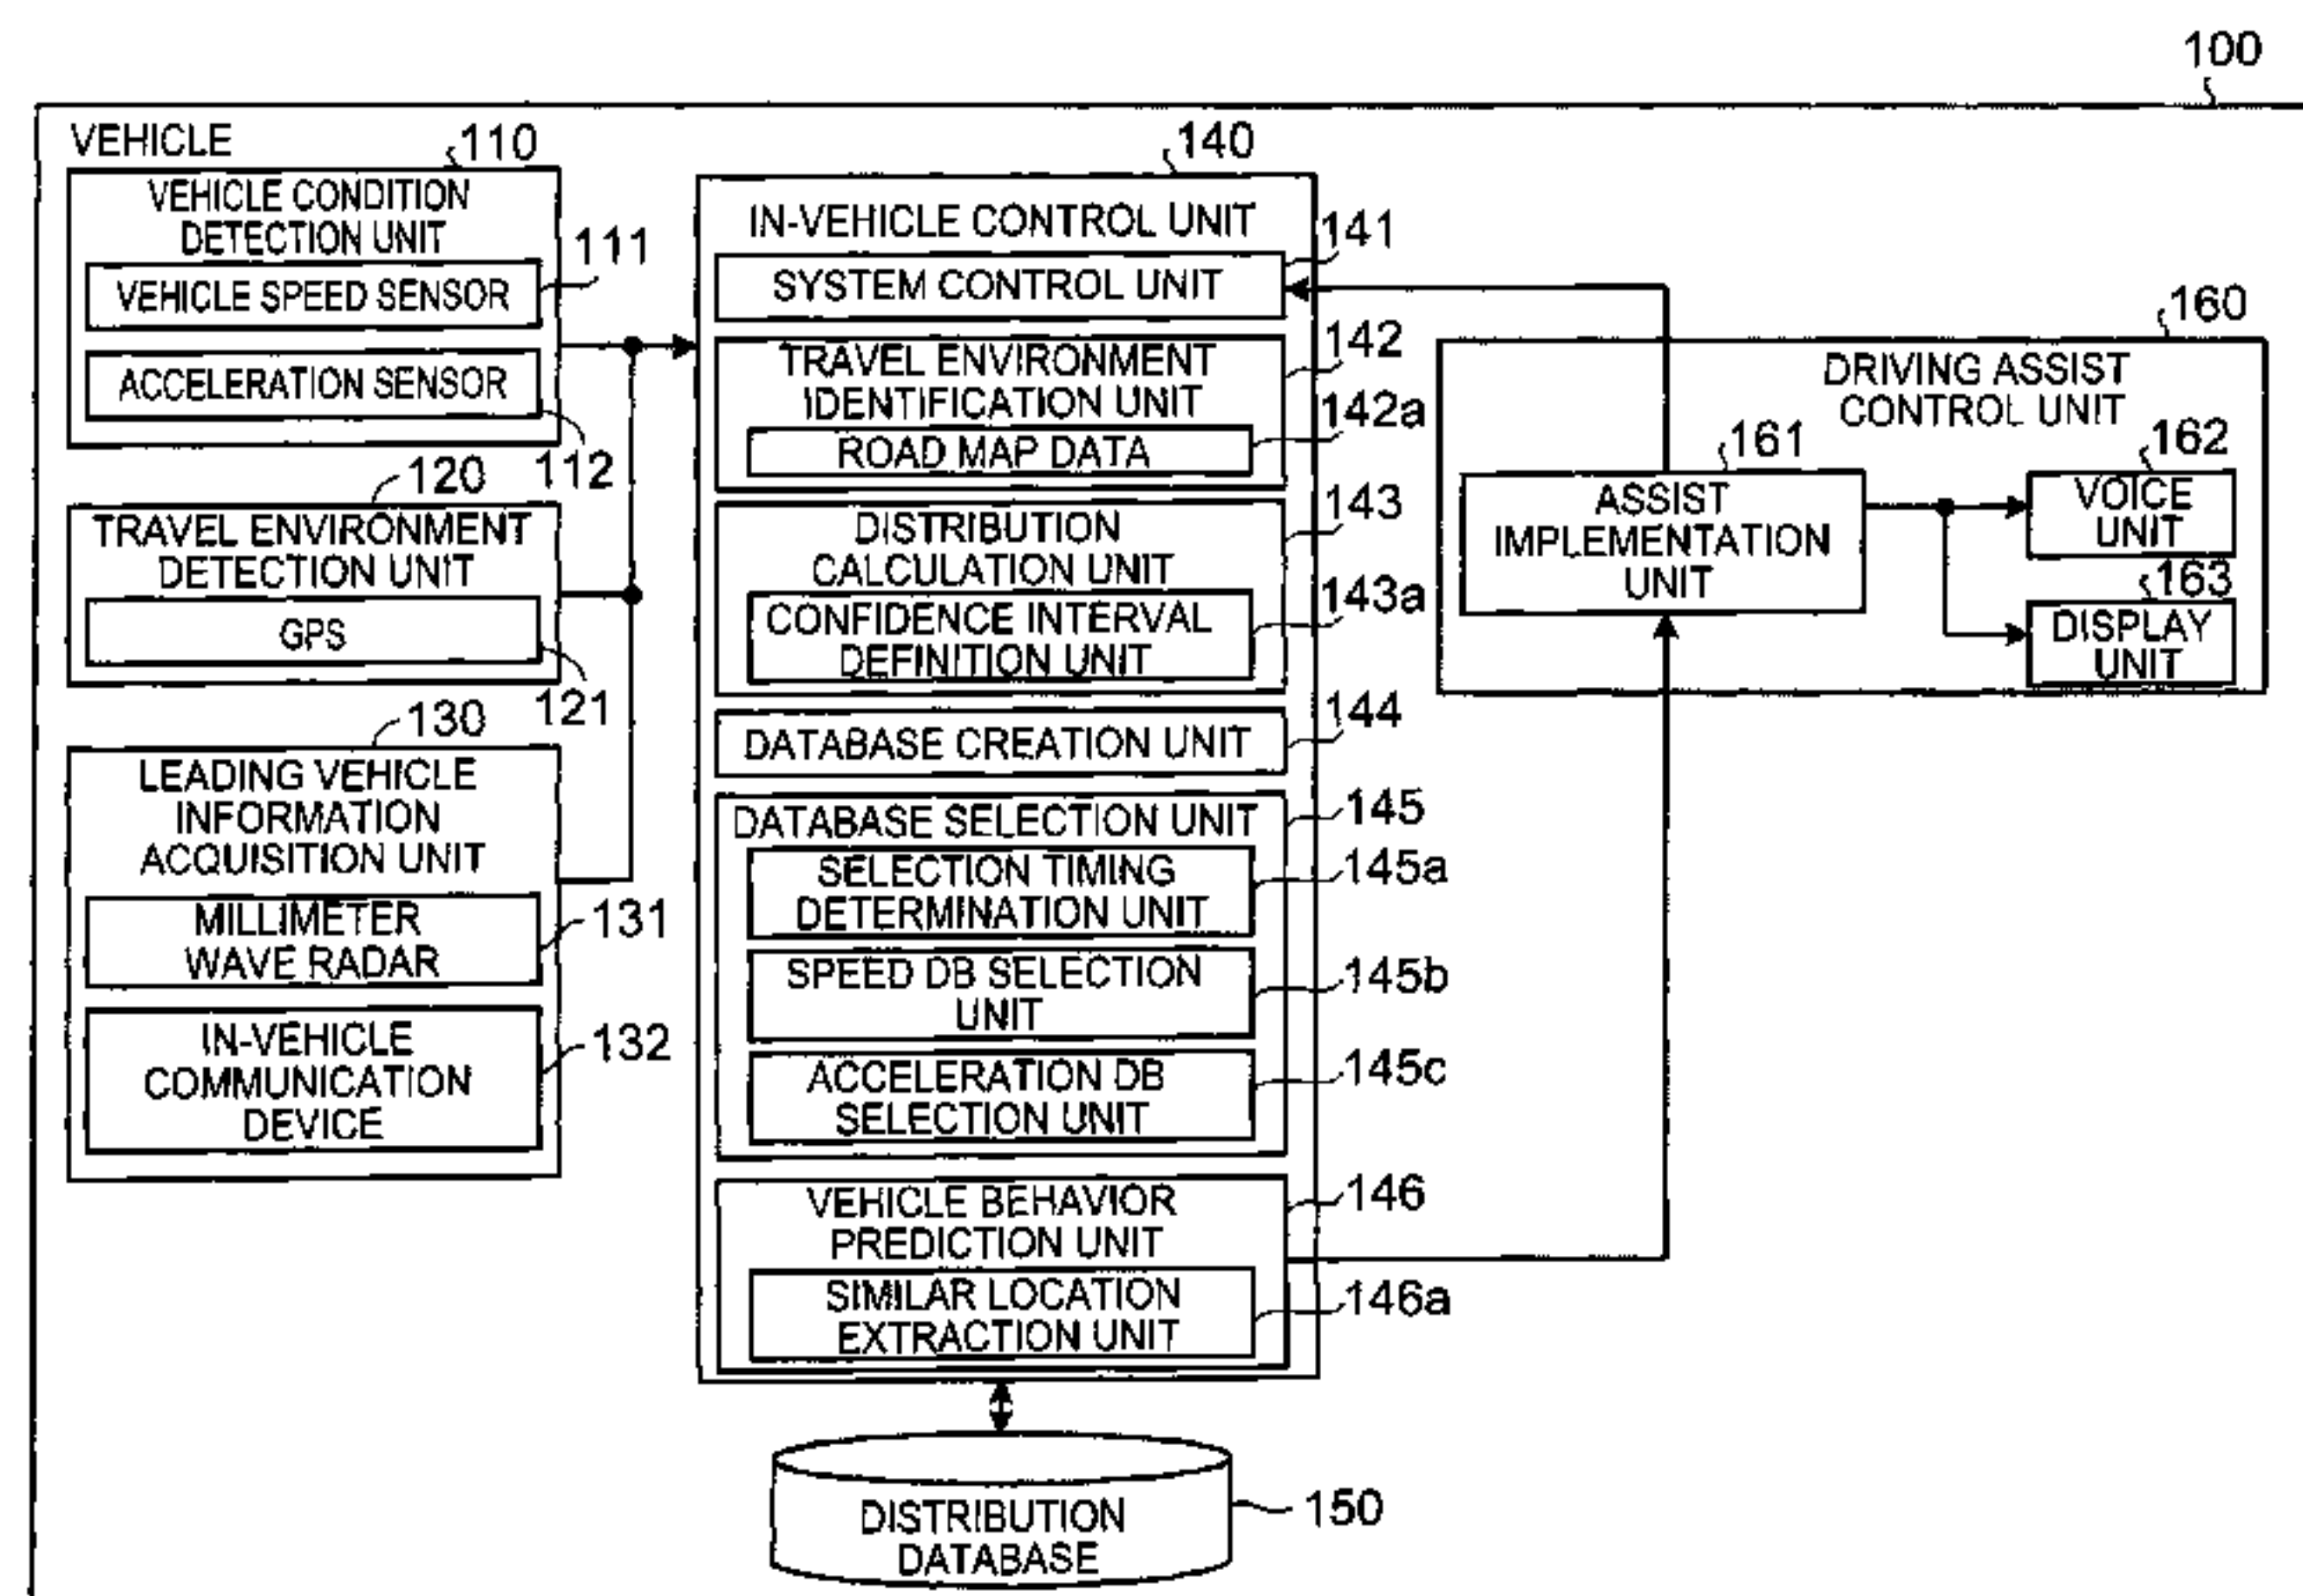 100
VEHICLE
110
VEHICLE CONDITION
DETECTION UNIT
111
VEHICLE SPEED SENSOR
ACCELERATION SENSOR
112
120
TRAVEL ENVIRONMENT
DETECTION UNIT
GPS
121
130
LEADING VEHICLE
INFORMATION
ACQUISITION UNIT
MILLIMETER
WAVE RADAR
131
IN-VEHICLE
COMMUNICATION
DEVICE
132
140
IN-VEHICLE CONTROL UNIT
141
SYSTEM CONTROL UNIT
142
TRAVEL ENVIRONMENT
IDENTIFICATION UNIT
142a
ROAD MAP DATA
143
DISTRIBUTION
CALCULATION UNIT
143a
CONFIDENCE INTERVAL
DEFINITION UNIT
144
DATABASE CREATION UNIT
145
DATABASE SELECTION UNIT
145a
SELECTION TIMING
DETERMINATION UNIT
145b
SPEED DB SELECTION
UNIT
145c
ACCELERATION DB
SELECTION UNIT
146
VEHICLE BEHAVIOR
PREDICTION UNIT
146a
SIMILAR LOCATION
EXTRACTION UNIT
DISTRIBUTION
DATABASE
150
160
DRIVING ASSIST
CONTROL UNIT
161
ASSIST
IMPLEMENTATION
UNIT
162
VOICE
UNIT
163
DISPLAY
UNIT